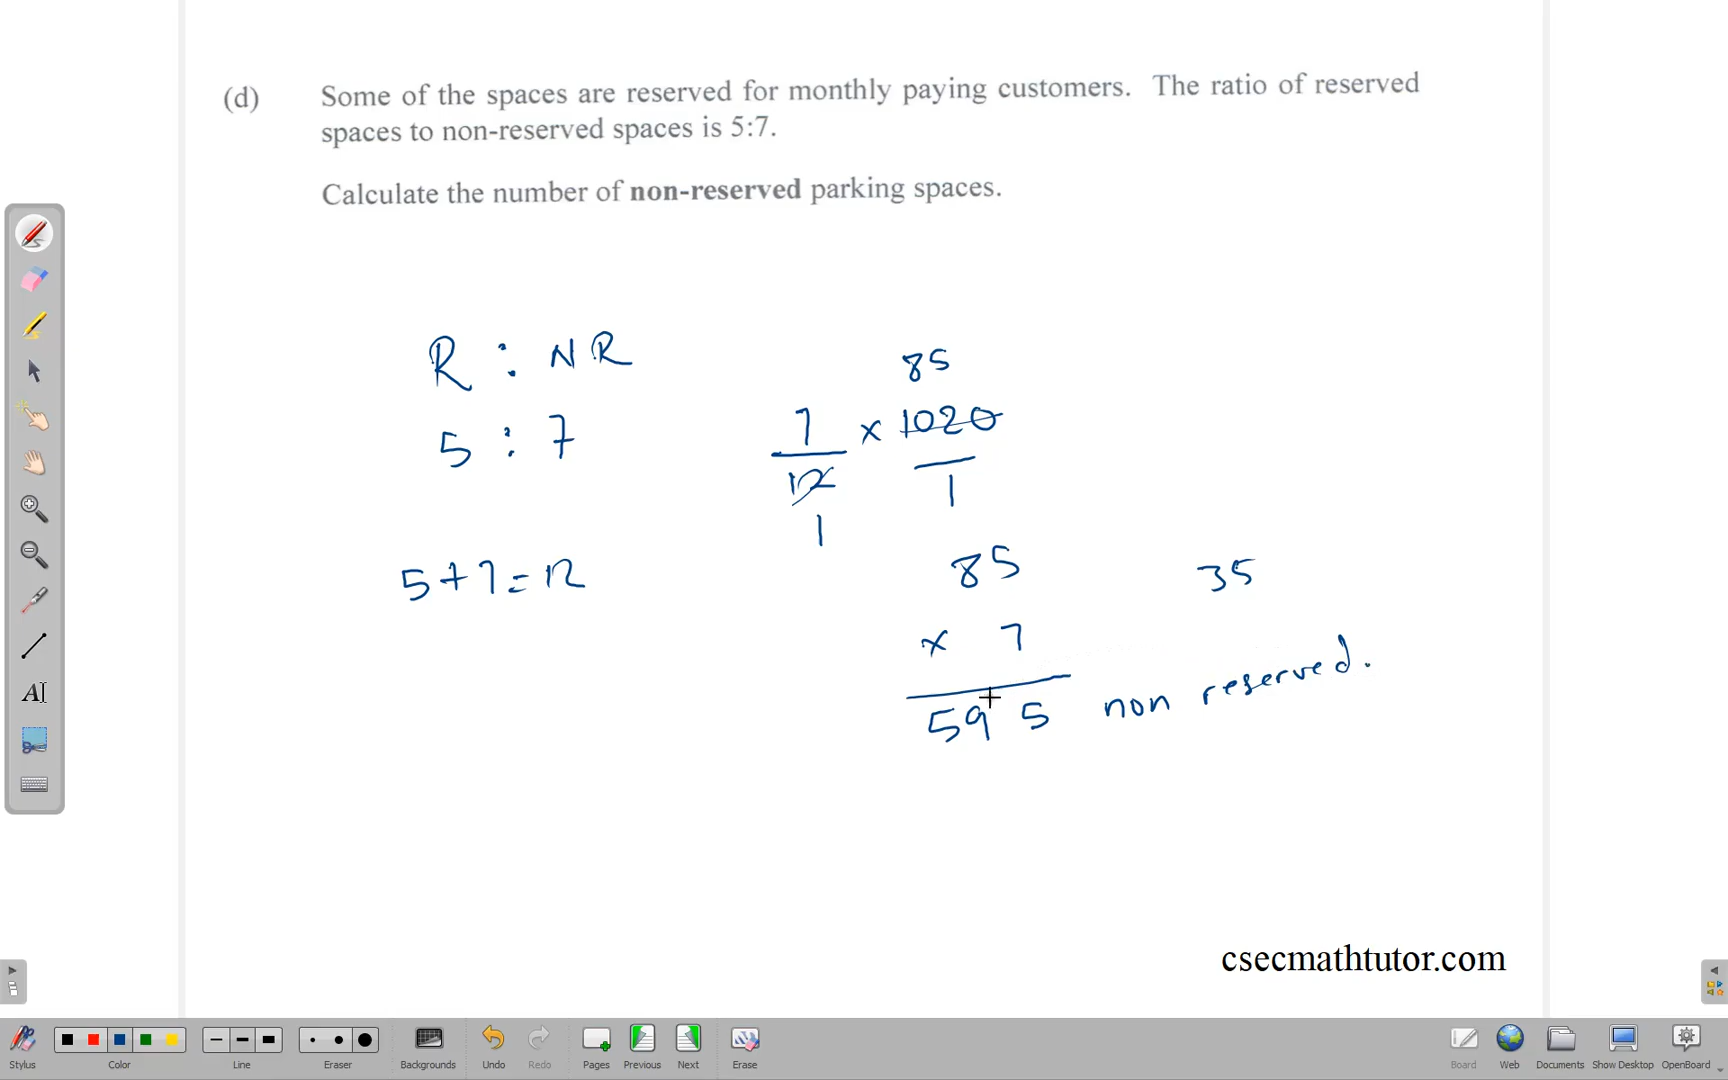 (d) Some of the spaces are reserved for monthly paying customers. The ratio of reserved
spaces to non-reserved spaces is 5:7.
Calculate the number of non-reserved parking spaces.
R : NR
5 : 7
5+7=12
85
7 x 1020
12 1
1
85
x 7
595 non reserved.
35
csecmathtutor.com
AI
Stylus
Color
Line
Eraser
Backgrounds
Undo
Redo
Pages
Previous
Next
Erase
Board
Web
Documents
Show Desktop
OpenBoard